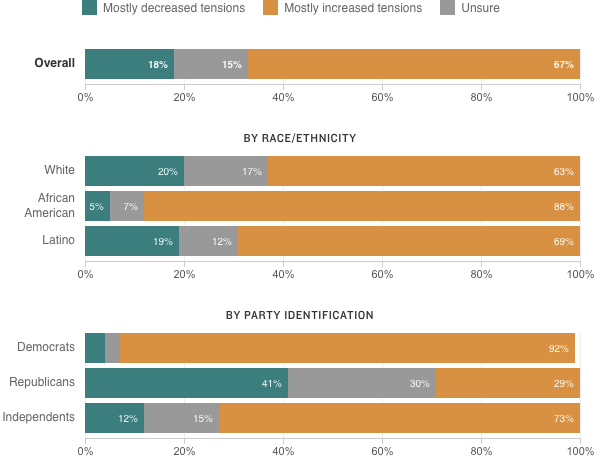 Mostly decreased tensions Mostly increased tensions Unsure
Overall 18% 15% 67%
0% 20% 40% 60% 80% 100%
BY RACE/ETHNICITY
White 20% 17% 63%
African
American 5% 7% 88%
Latino 19% 12% 69%
0% 20% 40% 60% 80% 100%
BY PARTY IDENTIFICATION
Democrats 92%
Republicans 41% 30% 29%
Independents 12% 15% 73%
0% 20% 40% 60% 80% 100%